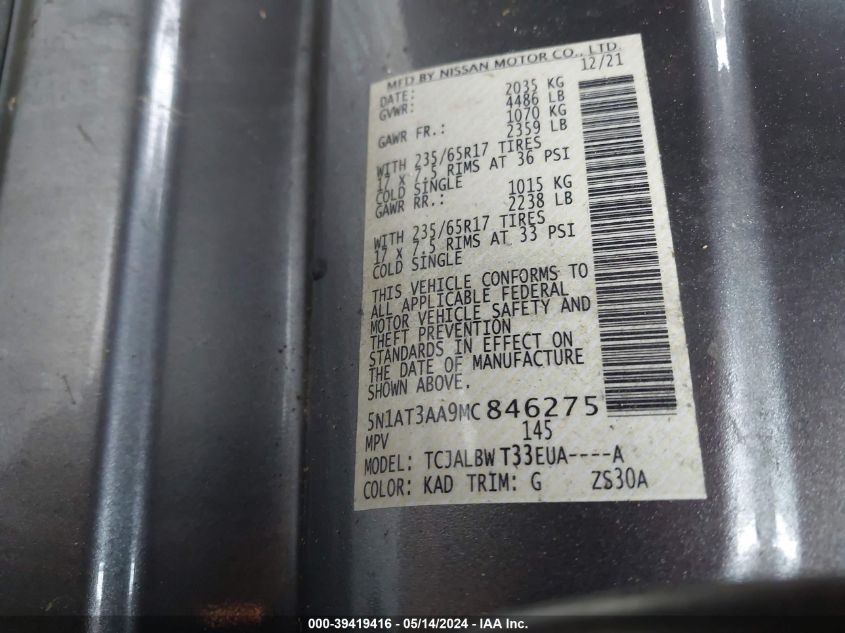 MFD BY NISSAN MOTOR CO., LTD.
DATE: 12/21
GVWR: 2035 KG
4486 LB
GAWR FR.: 1070 KG
2359 LB
WITH 235/65R17 TIRES
17 X 7.5 RIMS AT 36 PSI
COLD SINGLE
GAWR RR.: 1015 KG
2238 LB
WITH 235/65R17 TIRES
17 X 7.5 RIMS AT 33 PSI
COLD SINGLE
THIS VEHICLE CONFORMS TO
ALL APPLICABLE FEDERAL
MOTOR VEHICLE SAFETY AND
THEFT PREVENTION
STANDARDS IN EFFECT ON
THE DATE OF MANUFACTURE
SHOWN ABOVE.
5N1AT3AA9MC846275
MPV 145
MODEL: TCJALBWT33EUA----A
COLOR: KAD TRIM: G ZS30A
000-39419416 - 05/14/2024 - IAA Inc.